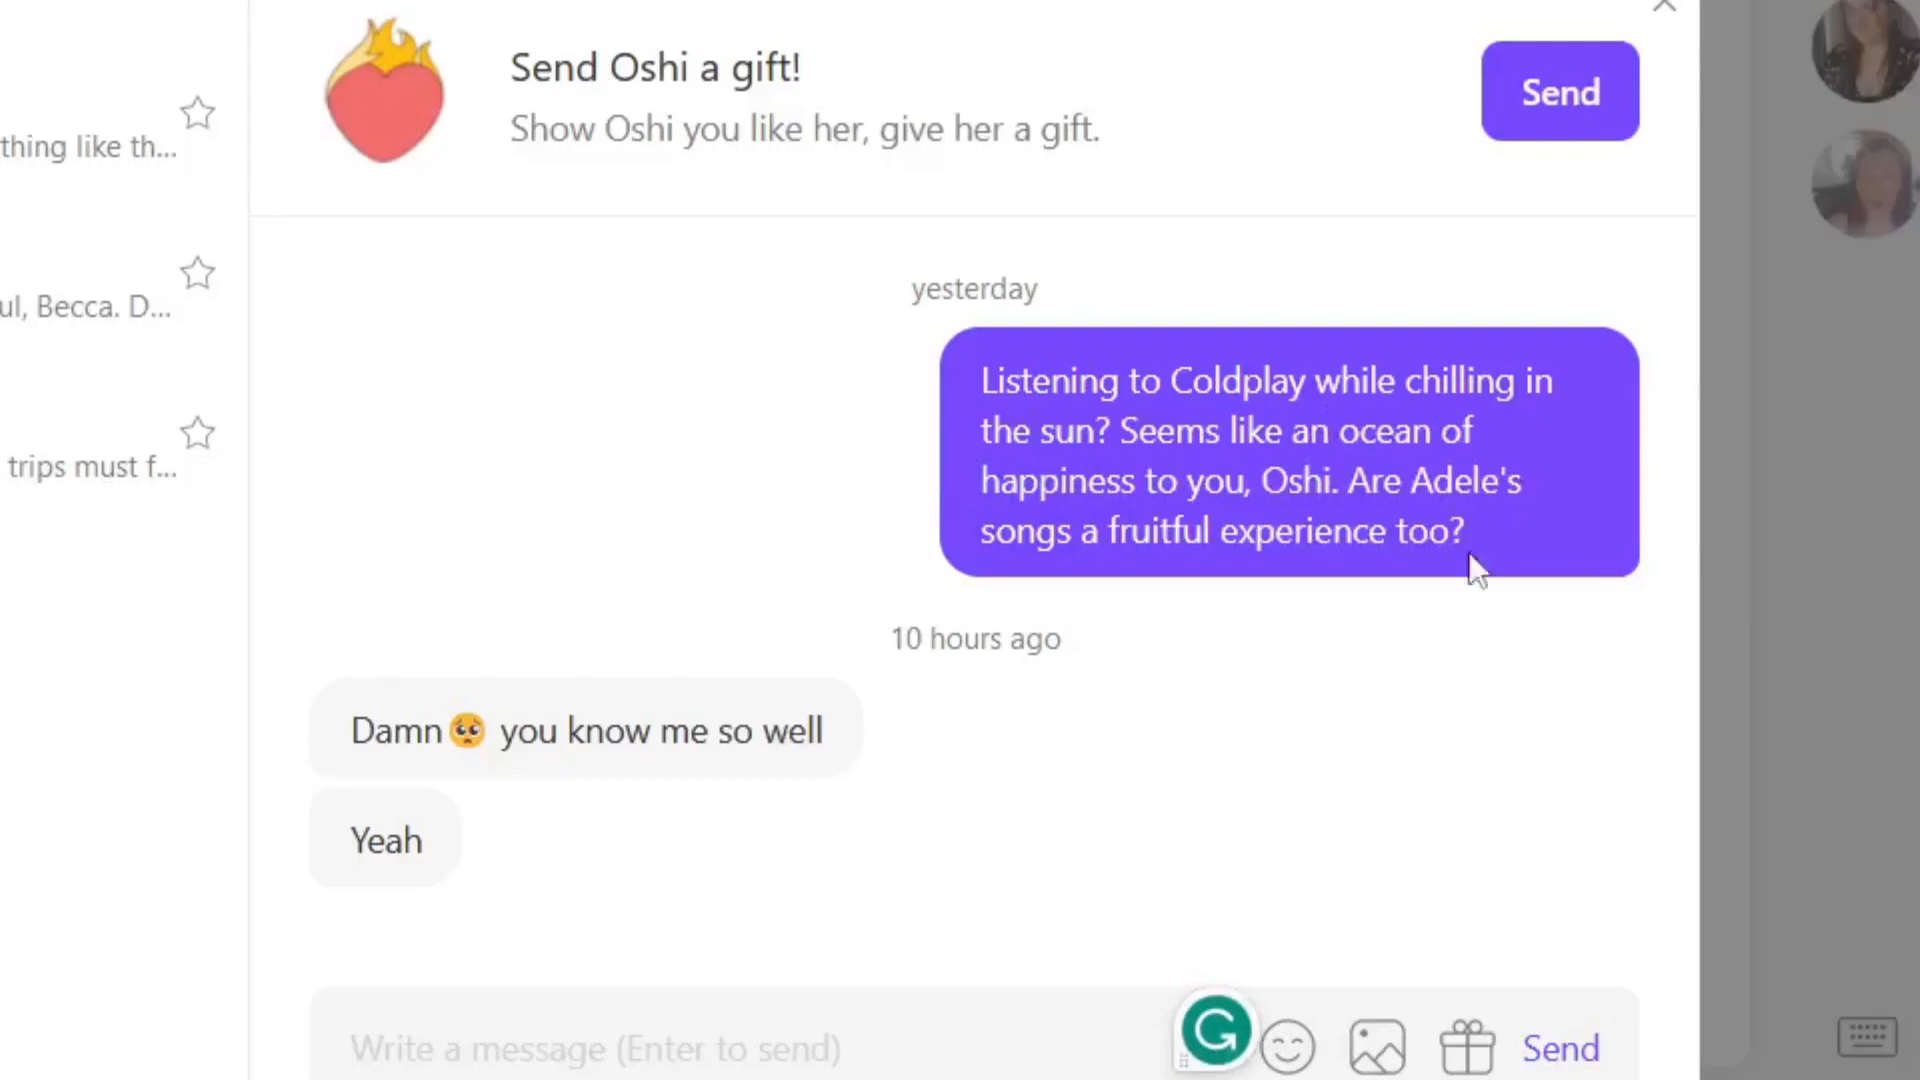 Send Oshi a gift!
Show Oshi you like her, give her a gift.
Send
thing like th...
ul, Becca. D...
trips must f...
yesterday
Listening to Coldplay while chilling in
the sun? Seems like an ocean of
happiness to you, Oshi. Are Adele's
songs a fruitful experience too?
10 hours ago
Damn🥺 you know me so well
Yeah
Write a message (Enter to send)
Send